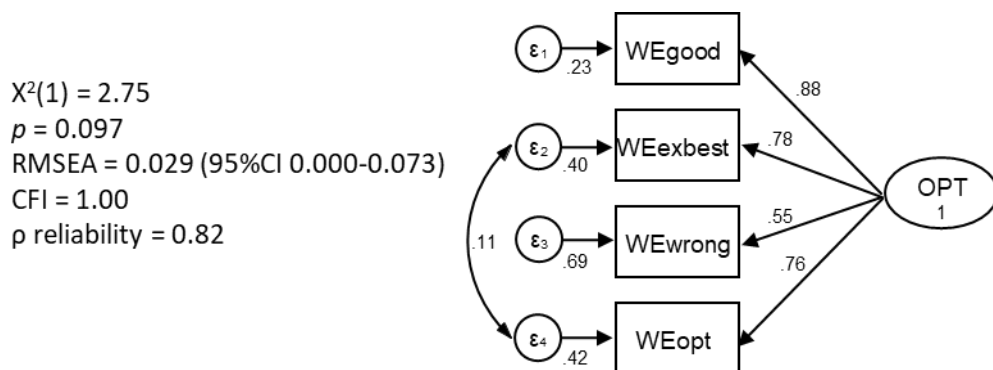 X²(1) = 2.75
p = 0.097
RMSEA = 0.029 (95%CI 0.000-0.073)
CFI = 1.00
ρ reliability = 0.82
ε₁
.23
WEgood
.88
ε₂
.40
WEexbest
.78
OPT
1
.11
ε₃
.69
WEwrong
.55
.76
ε₄
.42
WEopt